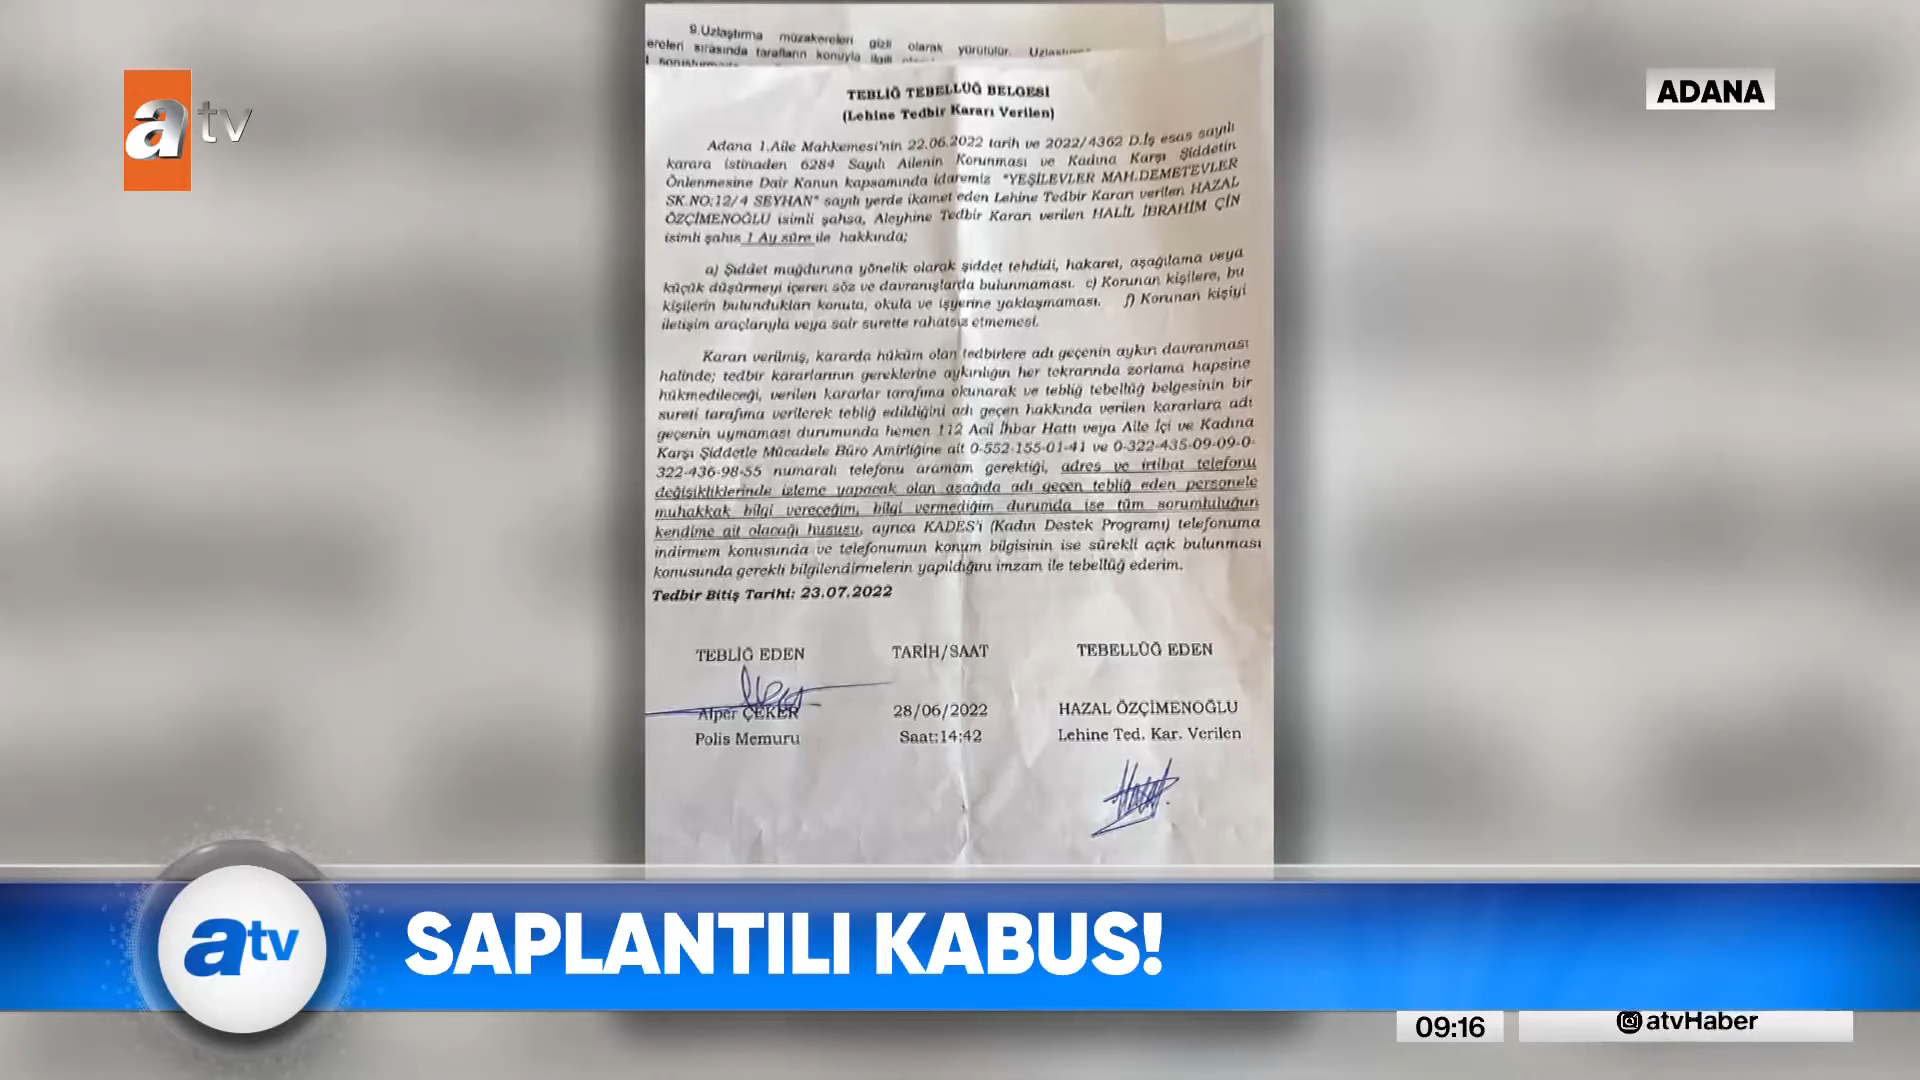 9.Uzlaştırma müzakereleri gizli olarak yürütülür.
ereleri sırasında tarafların konuyla ilgili
TEBLİĞ TEBELLÜĞ BELGESİ
(Lehine Tedbir Kararı Verilen)
Adana 1.Aile Mahkemesi'nin 22.06.2022 tarih ve 2022/4362 D.İş esas sayılı
karara istinaden 6284 Sayılı Ailenin Korunması ve Kadına Karşı Şiddetin
Önlenmesine Dair Kanun kapsamında idaremiz "YEŞİLEVLER MAH.DEMETEVLER
SK.NO:12/4 SEYHAN" sayılı yerde ikamet eden Lehine Tedbir Kararı verilen HAZAL
ÖZÇİMENOĞLU isimli şahsa, Aleyhine Tedbir Kararı verilen HALİL İBRAHİM ÇİN
isimli şahıs 1 Ay süre ile hakkında;
a) Şiddet mağduruna yönelik olarak şiddet tehdidi, hakaret, aşağılama veya
küçük düşürmeyi içeren söz ve davranışlarda bulunmaması. c) Korunan kişilere, bu
kişilerin bulundukları konuta, okula ve işyerine yaklaşmaması. f) Korunan kişiyi
iletişim araçlarıyla veya sair surette rahatsız etmemesi.
Kararı verilmiş, kararda hüküm olan tedbirlere adı geçenin aykırı davranması
halinde; tedbir kararlarının gereklerine aykırılığın her tekrarında zorlama hapsine
hükmedileceği, verilen kararlar tarafıma okunarak ve tebliğ tebellüğ belgesinin bir
sureti tarafıma verilerek tebliğ edildiğini adı geçen hakkında verilen kararlara adı
geçenin uymaması durumunda hemen 112 Acil İhbar Hattı veya Aile İçi ve Kadına
Karşı Şiddetle Mücadele Büro Amirliğine ait 0-552-155-01-41 ve 0-322-435-09-09-0-
322-436-98-55 numaralı telefonu aramam gerektiği, adres ve irtibat telefonu
değişikliklerinde izleme yapacak olan aşağıda adı geçen tebliğ eden personele
muhakkak bilgi vereceğim, bilgi vermediğim durumda ise tüm sorumluluğun
kendime ait olacağı hususu, ayrıca KADES'i (Kadın Destek Programı) telefonuma
indirmem konusunda ve telefonumun konum bilgisinin ise sürekli açık bulunması
konusunda gerekli bilgilendirmelerin yapıldığını imzam ile tebellüğ ederim.
Tedbir Bitiş Tarihi: 23.07.2022
TEBLİĞ EDEN TARİH/SAAT TEBELLÜĞ EDEN
Alper ÇEKER 28/06/2022 HAZAL ÖZÇİMENOĞLU
Polis Memuru Saat:14:42 Lehine Ted. Kar. Verilen
atv
ADANA
atv
SAPLANTILI KABUS!
09:16
atvHaber